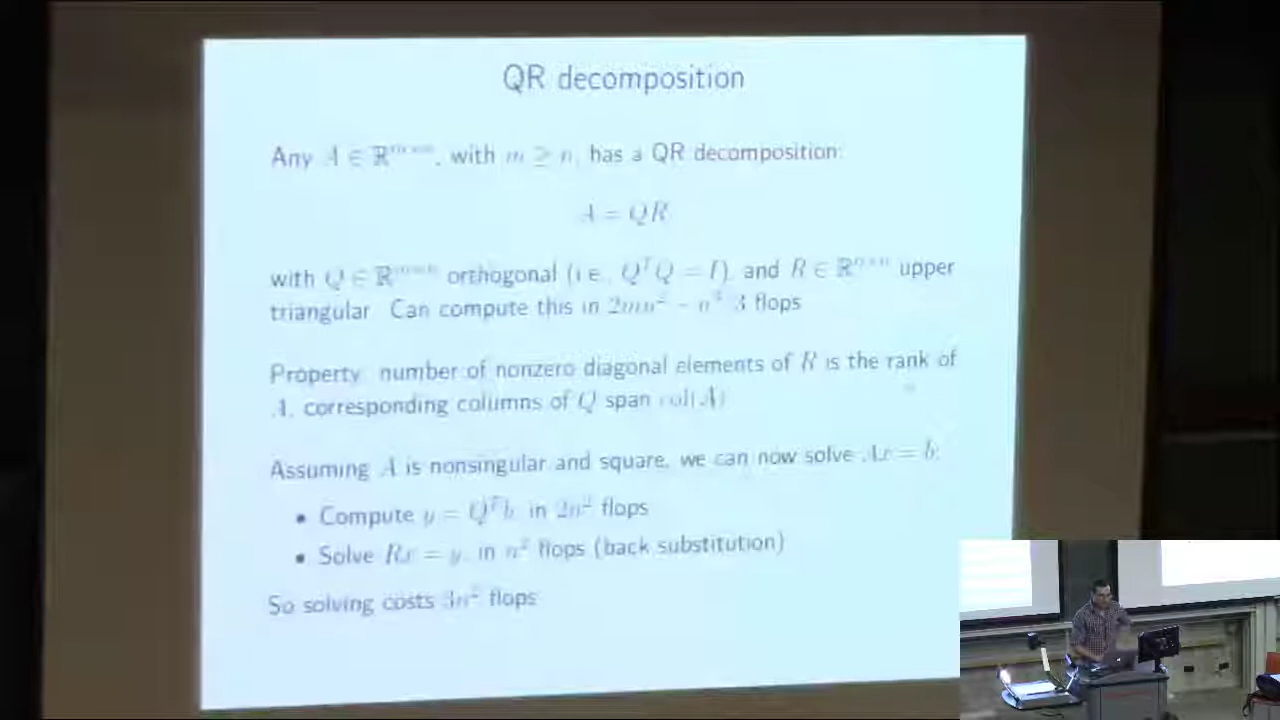 QR decomposition
Any A ∈ ℝ^{m×n}, with m ≥ n, has a QR decomposition:
A = QR
with Q ∈ ℝ^{m×n} orthogonal (i.e., Q^T Q = I), and R ∈ ℝ^{n×n} upper
triangular. Can compute this in 2mn² − n³/3 flops
Property: number of nonzero diagonal elements of R is the rank of
A, corresponding columns of Q span col(A)
Assuming A is nonsingular and square, we can now solve Ax = b:
• Compute y = Q^T b, in 2n² flops
• Solve Rx = y, in n² flops (back substitution)
So solving costs 3n² flops